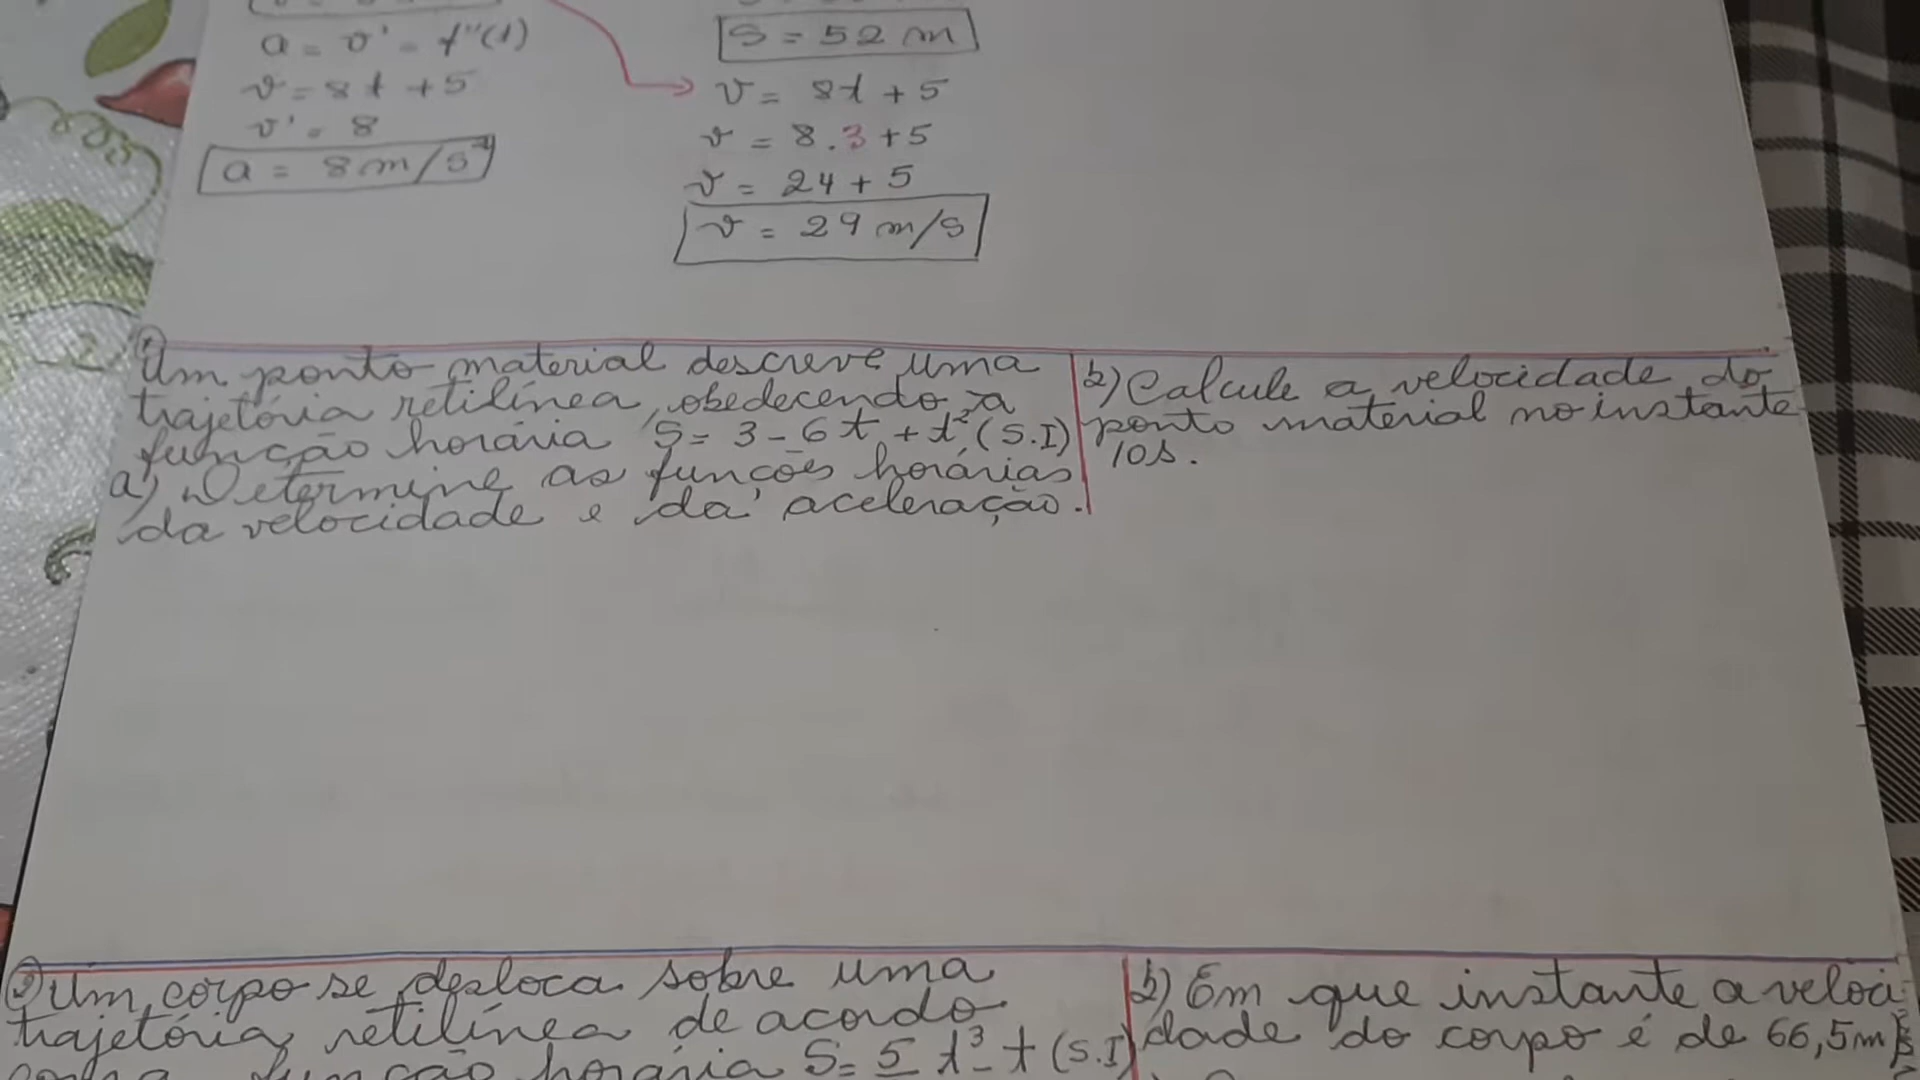 a = v' = f''(t)
v = 8t + 5
v' = 8
a = 8 m/s²
S = 52 m
v = 8t + 5
v = 8.3 + 5
v = 24 + 5
v = 29 m/s
① Um ponto material descreve uma
trajetória retilínea, obedecendo a
função horária S = 3 - 6t + t² (S.I)
a) Determine as funções horárias
da velocidade e da aceleração.
b) Calcule a velocidade do
ponto material no instante
10s.
② Um corpo se desloca sobre uma
trajetória retilínea de acordo
função horária S = 5 t³ - t (S.I)
b) Em que instante a veloci
dade do corpo é de 66,5m/s